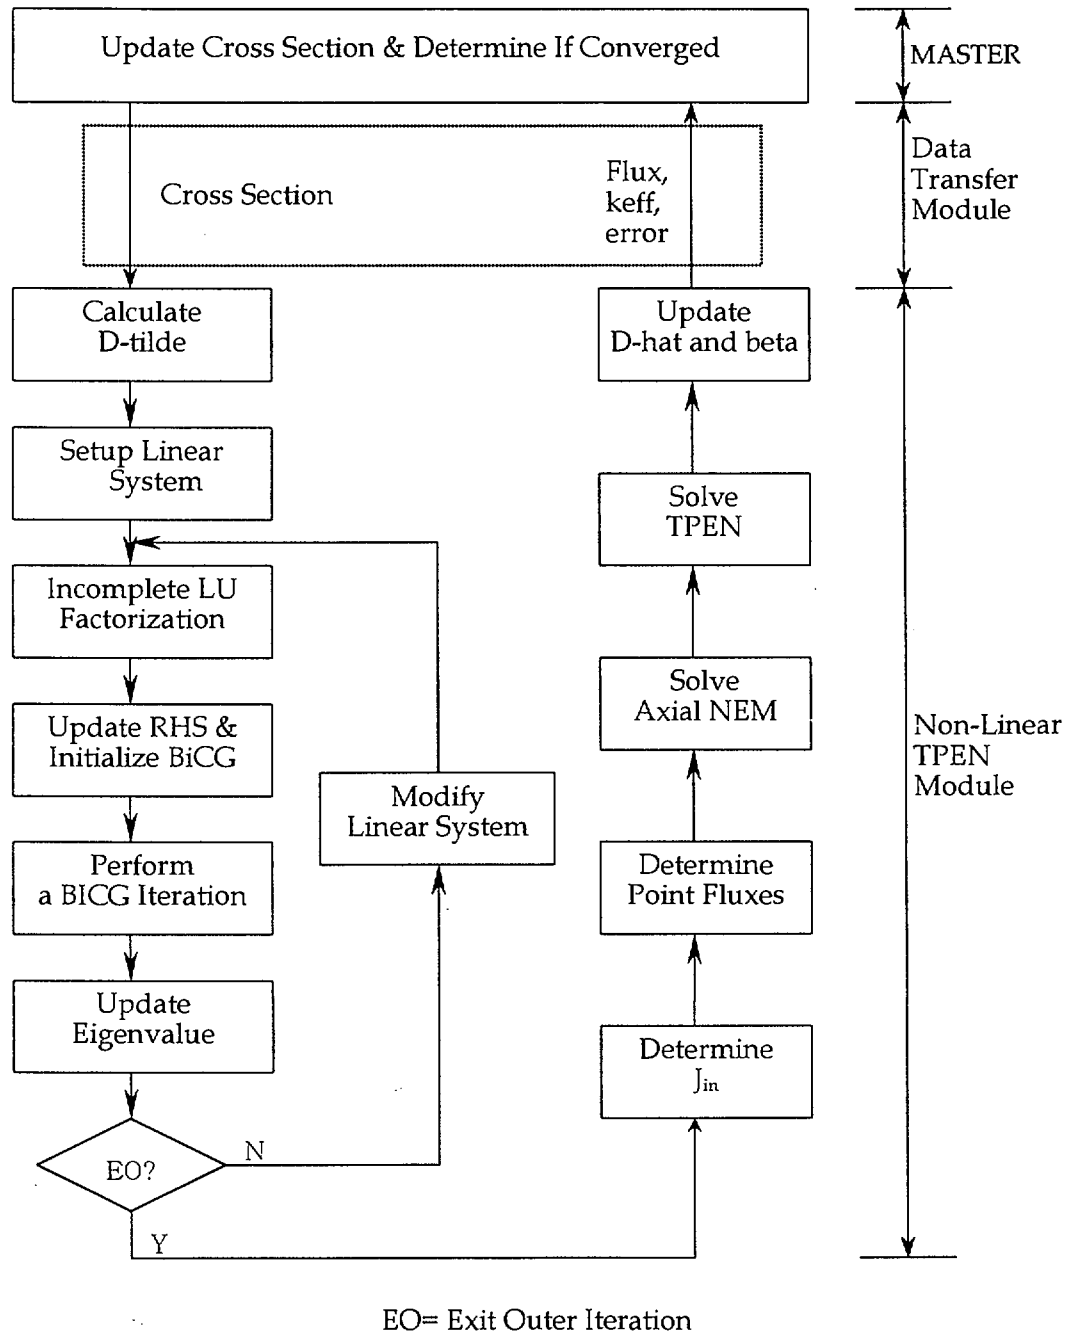 Update Cross Section & Determine If Converged
MASTER
Cross Section
Flux,
keff,
error
Data
Transfer
Module
Calculate
D-tilde
Setup Linear
System
Incomplete LU
Factorization
Update RHS &
Initialize BiCG
Perform
a BICG Iteration
Update
Eigenvalue
EO?
N
Y
Modify
Linear System
Update
D-hat and beta
Solve
TPEN
Solve
Axial NEM
Determine
Point Fluxes
Determine
Jin
Non-Linear
TPEN
Module
EO= Exit Outer Iteration